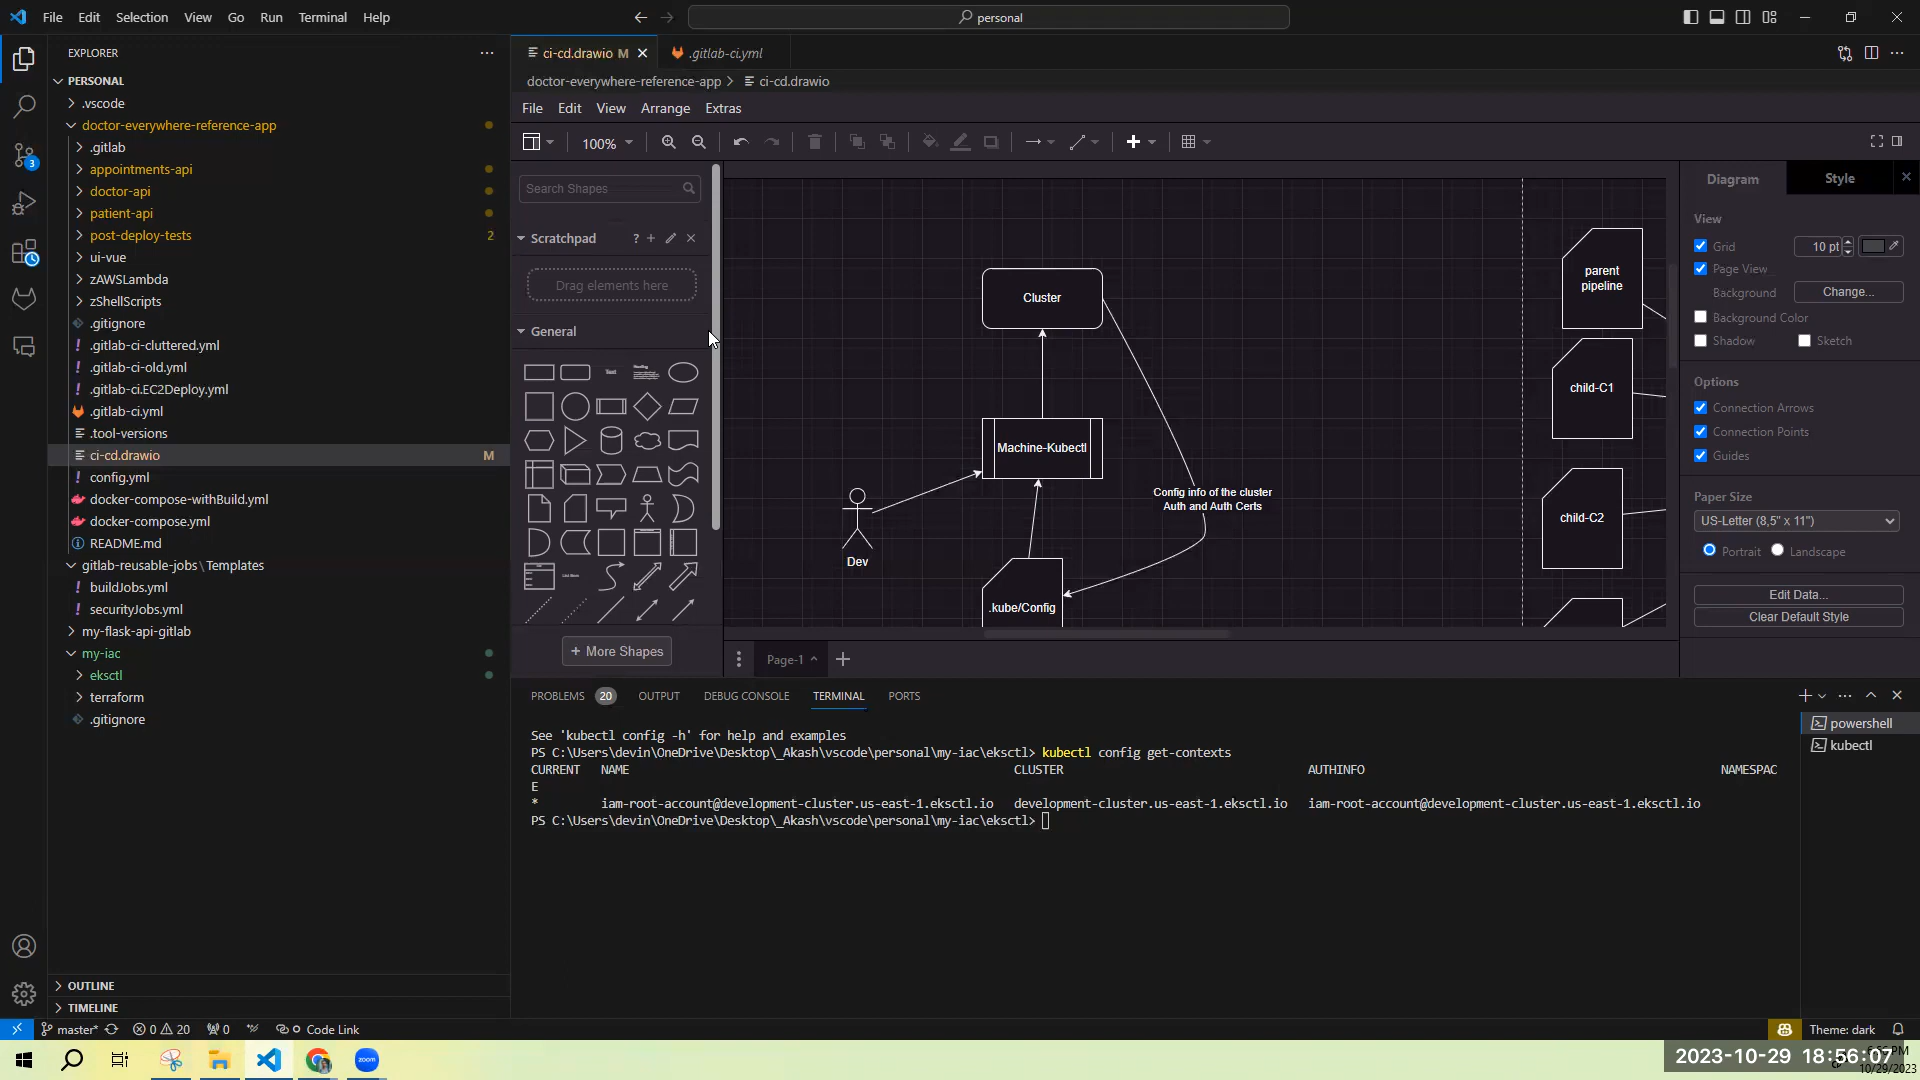 File Edit Selection View Go Run Terminal Help
personal
EXPLORER
PERSONAL
.vscode
doctor-everywhere-reference-app
.gitlab
appointments-api
doctor-api
patient-api
post-deploy-tests 2
ui-vue
zAWSLambda
zShellScripts
.gitignore
.gitlab-ci-cluttered.yml
.gitlab-ci-old.yml
.gitlab-ci.EC2Deploy.yml
.gitlab-ci.yml
.tool-versions
ci-cd.drawio M
config.yml
docker-compose-withBuild.yml
docker-compose.yml
README.md
gitlab-reusable-jobs \ Templates
buildJobs.yml
securityJobs.yml
my-flask-api-gitlab
my-iac
eksctl
terraform
.gitignore
OUTLINE
TIMELINE
3
ci-cd.drawio M
.gitlab-ci.yml
doctor-everywhere-reference-app > ci-cd.drawio
File Edit View Arrange Extras
100%
Search Shapes
Scratchpad
?
Drag elements here
General
Text
Heading
List Item
+ More Shapes
Cluster
Machine-Kubectl
Dev
.kube/Config
Config info of the cluster
Auth and Auth Certs
parent
pipeline
child-C1
child-C2
Page-1
Diagram Style
View
Grid 10 pt
Page View
Background Change...
Background Color
Shadow Sketch
Options
Connection Arrows
Connection Points
Guides
Paper Size
US-Letter (8,5" x 11")
Portrait Landscape
Edit Data...
Clear Default Style
PROBLEMS 20 OUTPUT DEBUG CONSOLE TERMINAL PORTS
See 'kubectl config -h' for help and examples
PS C:\Users\devin\OneDrive\Desktop\_Akash\vscode\personal\my-iac\eksctl> kubectl config get-contexts
CURRENT NAME CLUSTER AUTHINFO NAMESPAC
E
* iam-root-account@development-cluster.us-east-1.eksctl.io development-cluster.us-east-1.eksctl.io iam-root-account@development-cluster.us-east-1.eksctl.io
PS C:\Users\devin\OneDrive\Desktop\_Akash\vscode\personal\my-iac\eksctl>
powershell
kubectl
master* 0 20 0 Code Link
Theme: dark
zoom
2023-10-29 18:56:07
10/29/2023